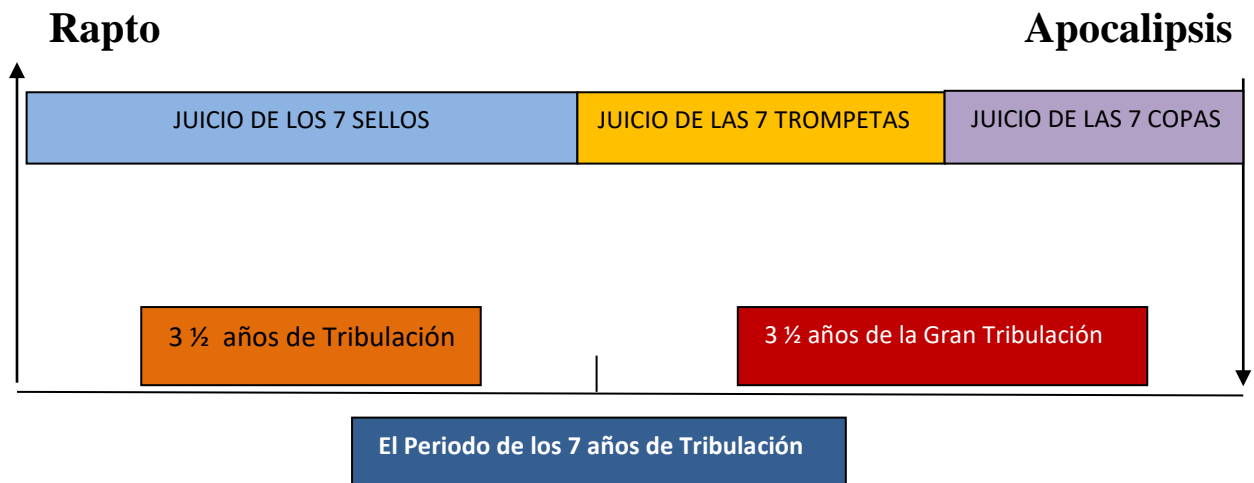 Rapto Apocalipsis
JUICIO DE LOS 7 SELLOS JUICIO DE LAS 7 TROMPETAS JUICIO DE LAS 7 COPAS
3 ½ años de Tribulación 3 ½ años de la Gran Tribulación
El Periodo de los 7 años de Tribulación